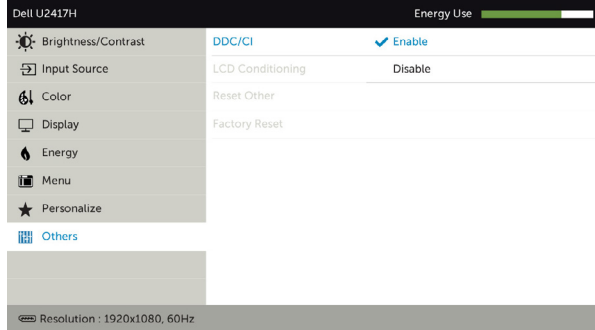 Dell U2417H Energy Use
Brightness/Contrast DDC/CI Enable
Input Source LCD Conditioning Disable
Color Reset Other
Display Factory Reset
Energy
Menu
Personalize
Others
Resolution : 1920x1080, 60Hz